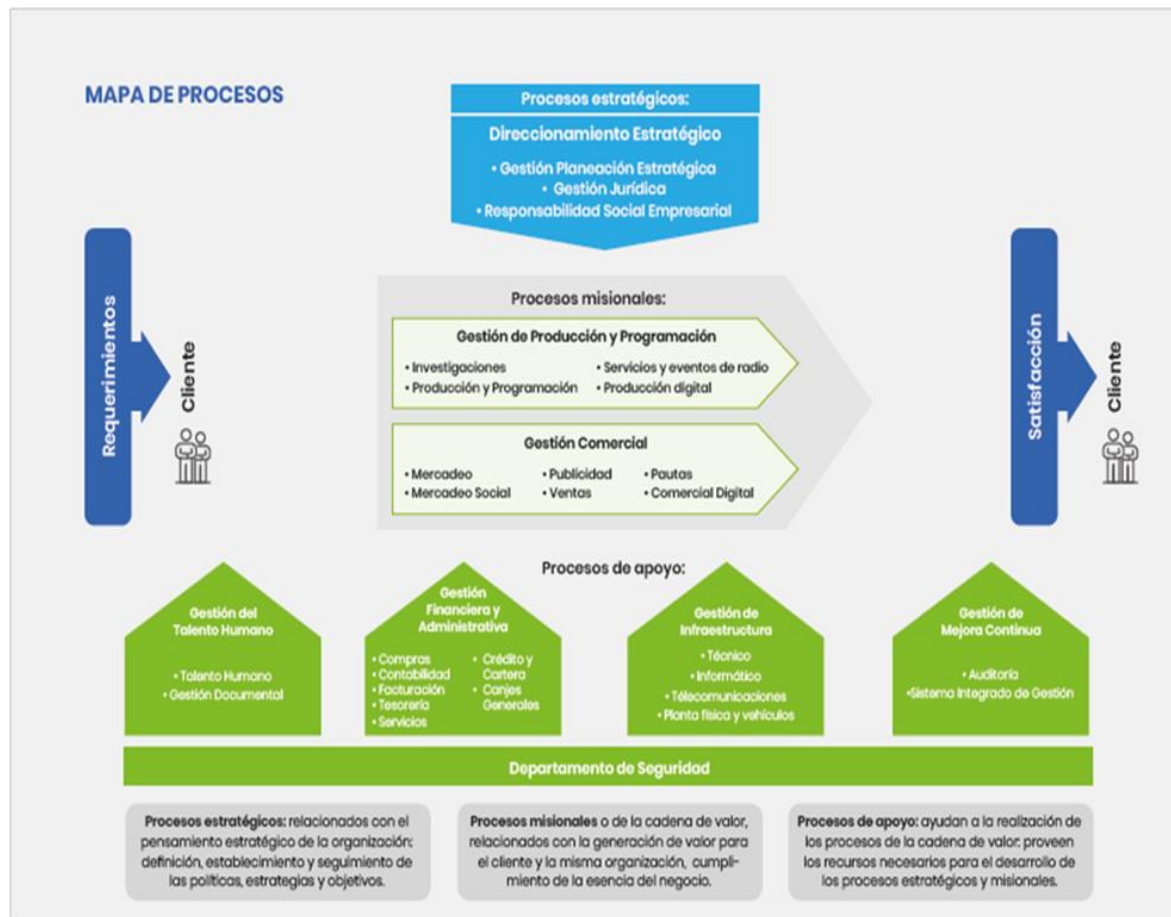 MAPA DE PROCESOS
Procesos estratégicos:
Direccionamiento Estratégico
• Gestión Planeación Estratégica
• Gestión Jurídica
• Responsabilidad Social Empresarial
Requerimientos
Cliente
Procesos misionales:
Gestión de Producción y Programación
• Investigaciones
• Servicios y eventos de radio
• Producción y Programación
• Producción digital
Gestión Comercial
• Mercadeo
• Publicidad
• Pautas
• Mercadeo Social
• Ventas
• Comercial Digital
Satisfacción
Cliente
Procesos de apoyo:
Gestión del
Talento Humano
• Talento Humano
• Gestión Documental
Gestión
Financiera y
Administrativa
• Compras
• Contabilidad
• Facturación
• Tesorería
• Servicios
• Crédito y
Cartera
• Canjes
Generales
Gestión de
Infraestructura
• Técnico
• Informático
• Télecomunicaciones
• Planta física y vehículos
Gestión de
Mejora Continua
• Auditoría
•Sistema Integrado de Gestión
Departamento de Seguridad
Procesos estratégicos: relacionados con el
pensamiento estratégico de la organización:
definición, establecimiento y seguimiento de
las políticas, estrategias y objetivos.
Procesos misionales o de la cadena de valor,
relacionados con la generación de valor para
el cliente y la misma organización, cumpli-
miento de la esencia del negocio.
Procesos de apoyo: ayudan a la realización de
los procesos de la cadena de valor: proveen
los recursos necesarios para el desarrollo de
los procesos estratégicos y misionales.